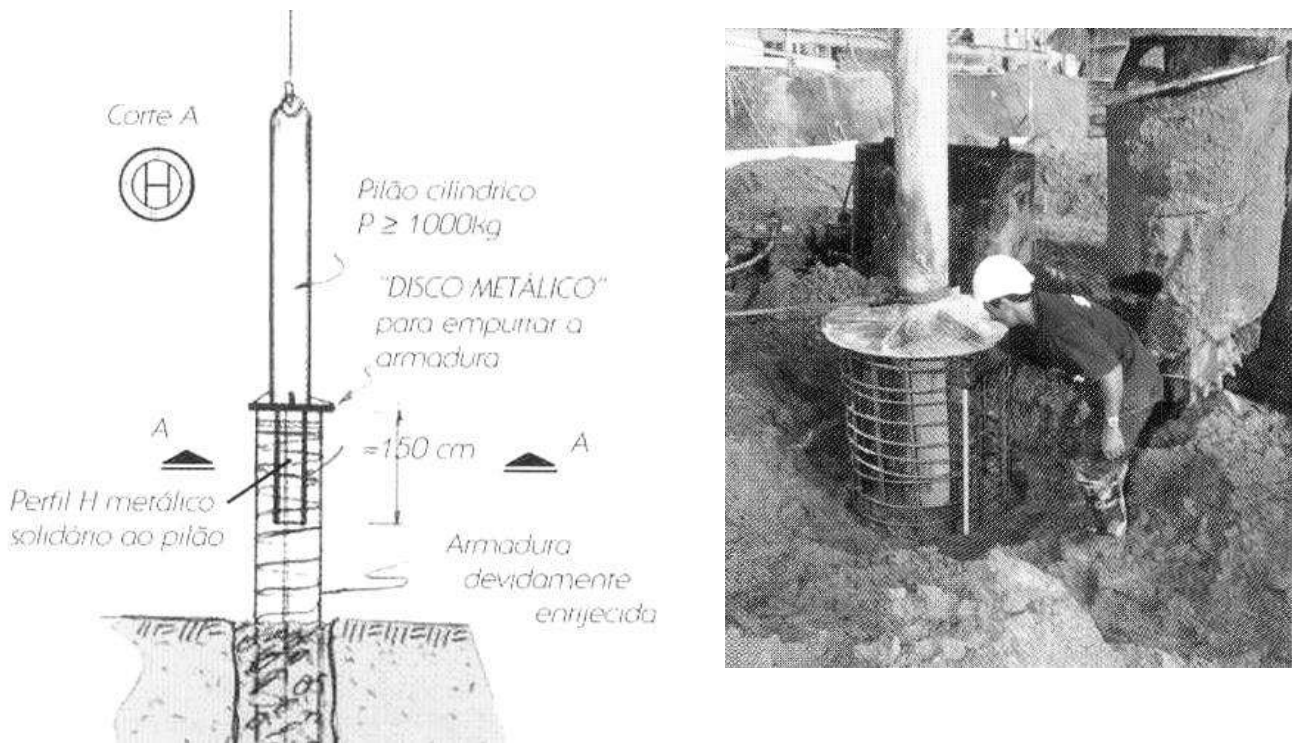 Corte A
Pilão cilíndrico
P ≥ 1000kg
"DISCO METÁLICO"
para empurrar a
armadura
A
≈150 cm
A
Perfil H metálico
solidário ao pilão
Armadura
devidamente
enrijecida